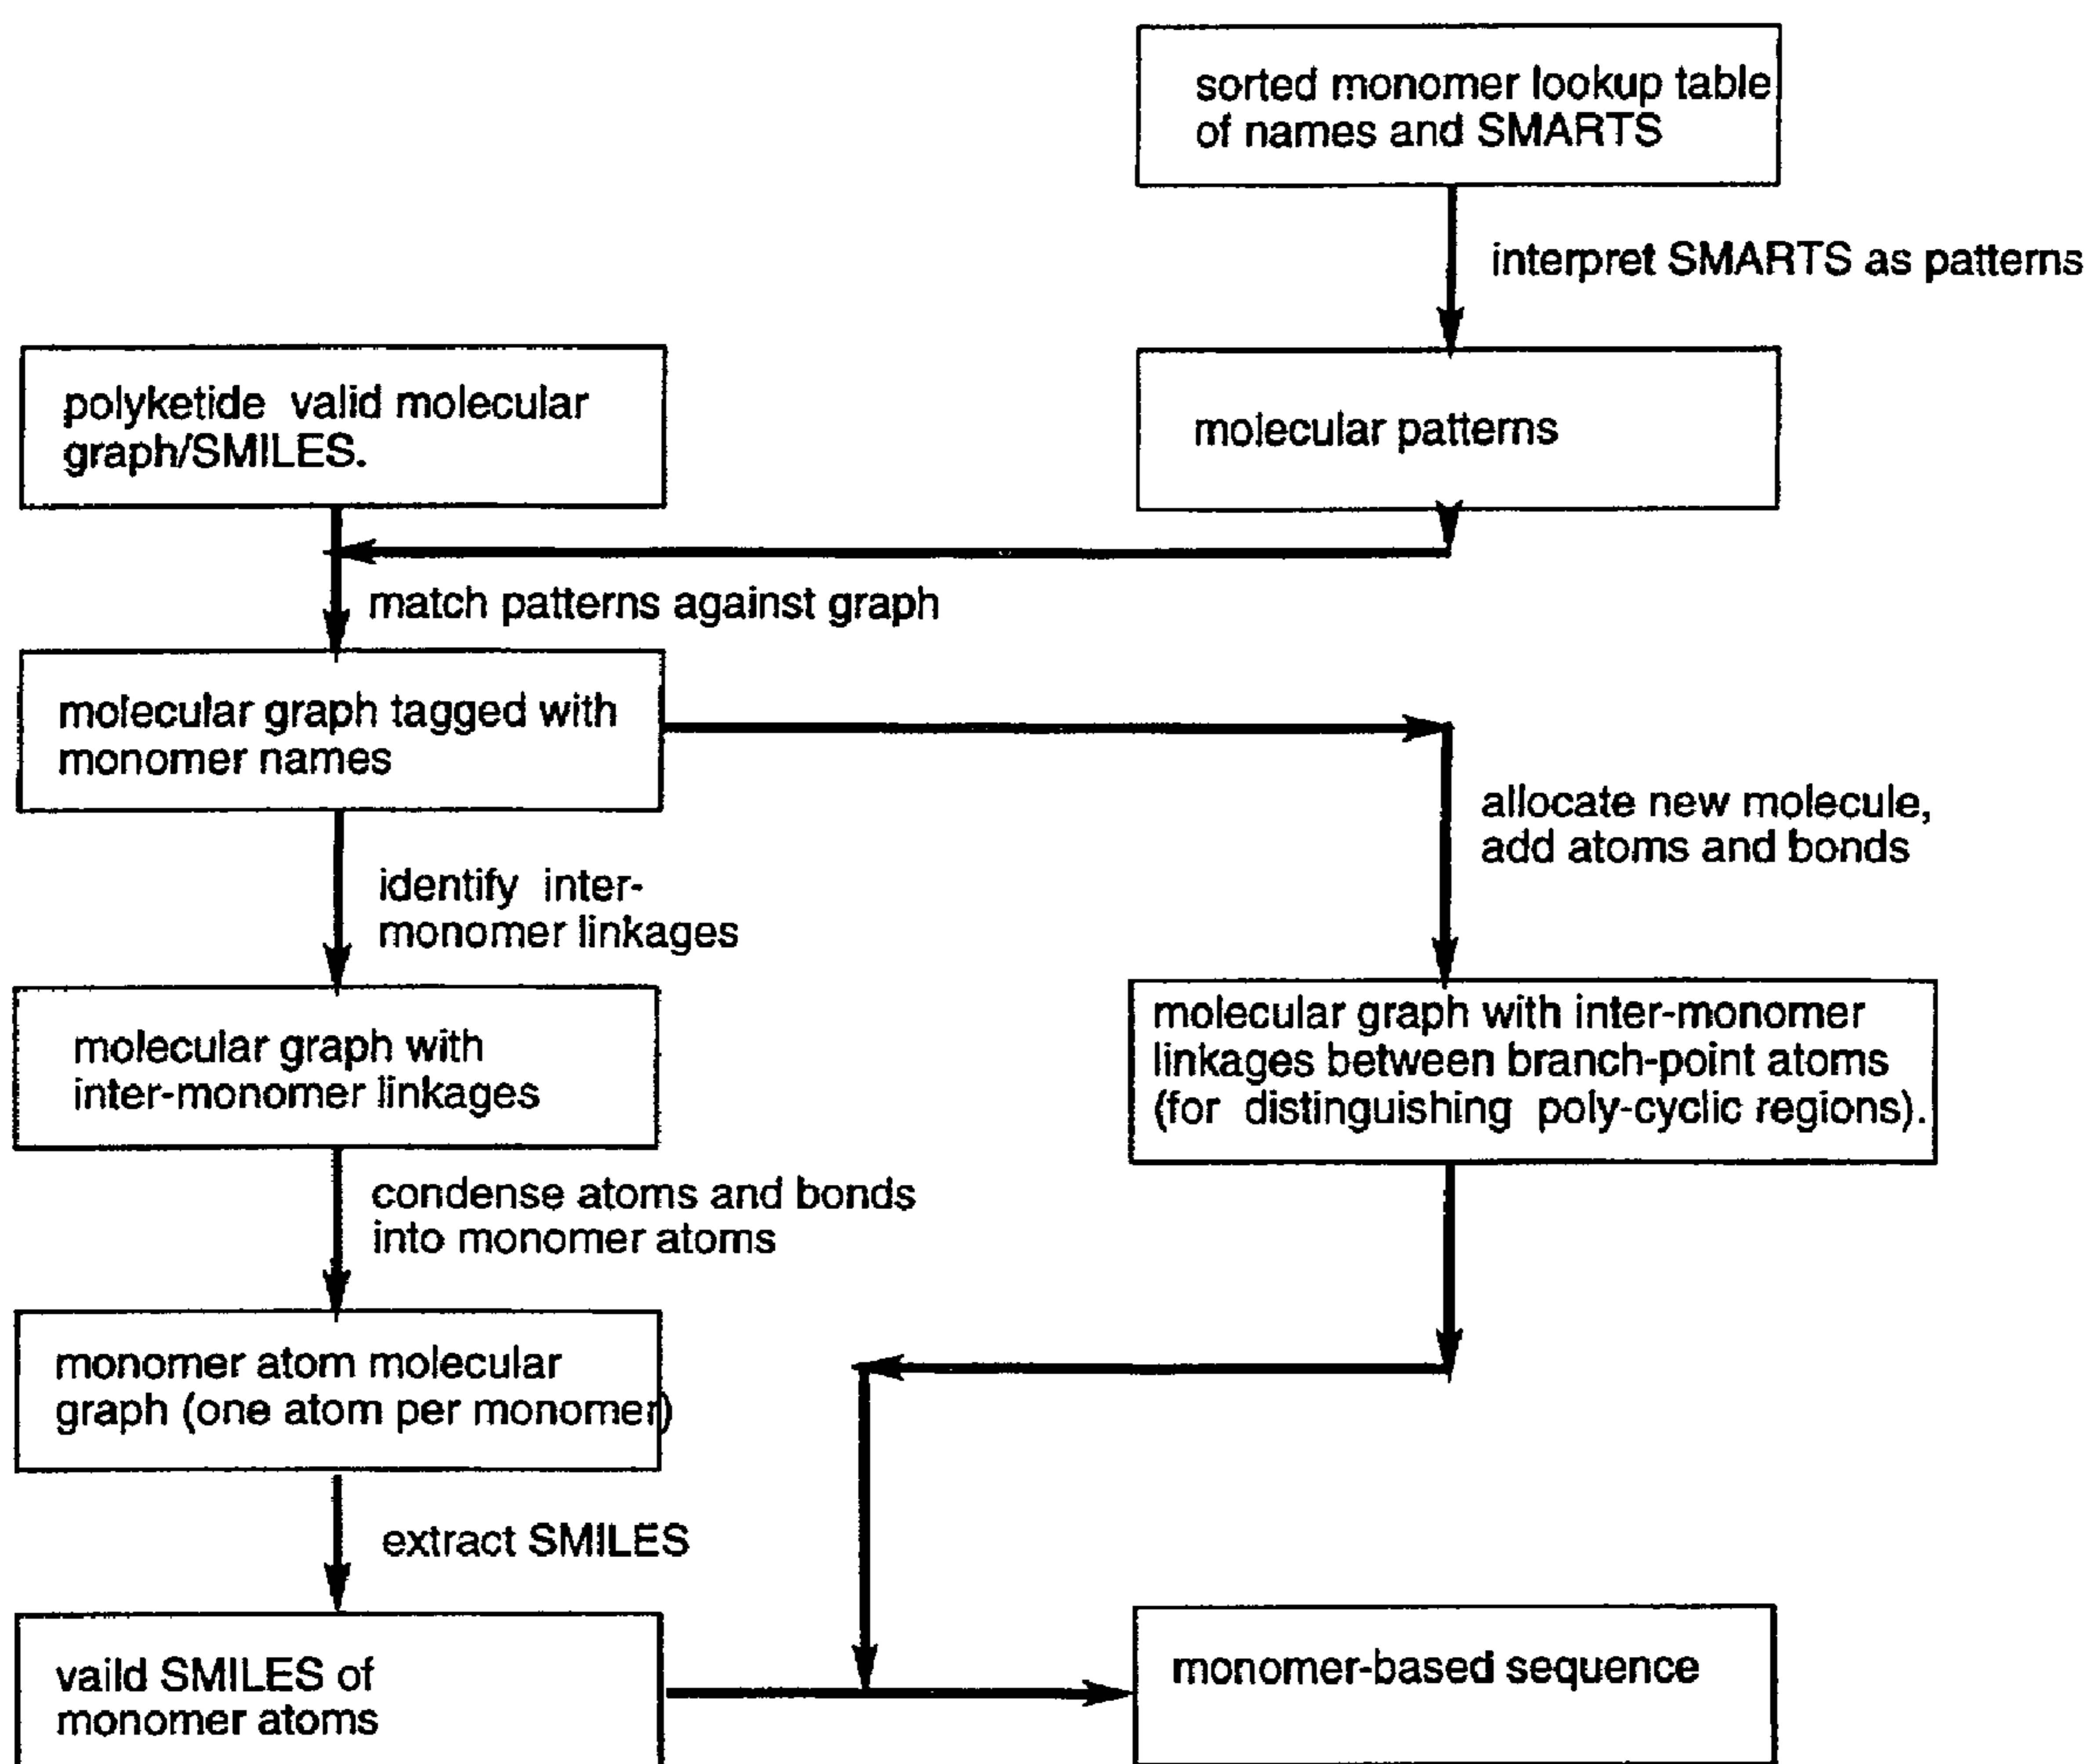 sorted monomer lookup table
of names and SMARTS
interpret SMARTS as patterns
polyketide valid molecular
graph/SMILES.
molecular patterns
match patterns against graph
molecular graph tagged with
monomer names
allocate new molecule,
add atoms and bonds
identify inter-
monomer linkages
molecular graph with
inter-monomer linkages
molecular graph with inter-monomer
linkages between branch-point atoms
(for distinguishing poly-cyclic regions).
condense atoms and bonds
into monomer atoms
monomer atom molecular
graph (one atom per monomer)
extract SMILES
vaild SMILES of
monomer atoms
monomer-based sequence